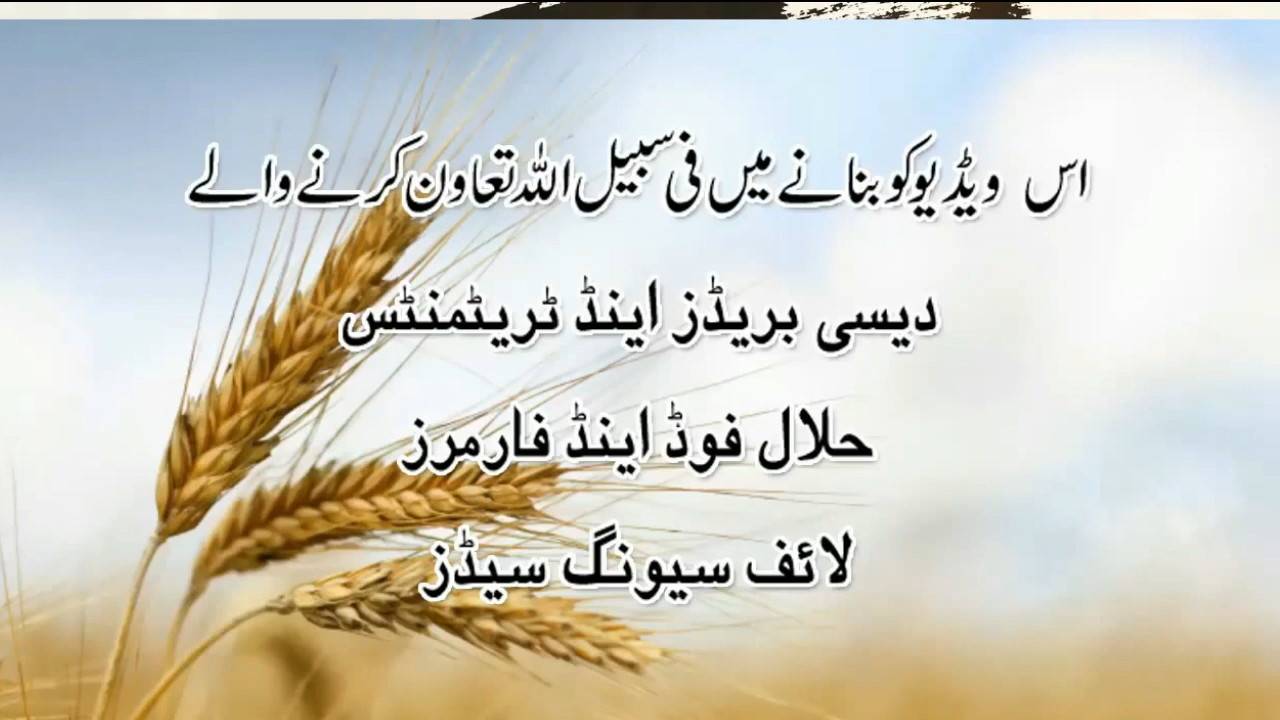 اس ویڈیو کو بنانے میں فی سبیل اللہ تعاون کرنے والے
دیسی بریڈز اینڈ ٹریٹمنٹس
حلال فوڈ اینڈ فارمرز
لائف سیونگ سیڈز